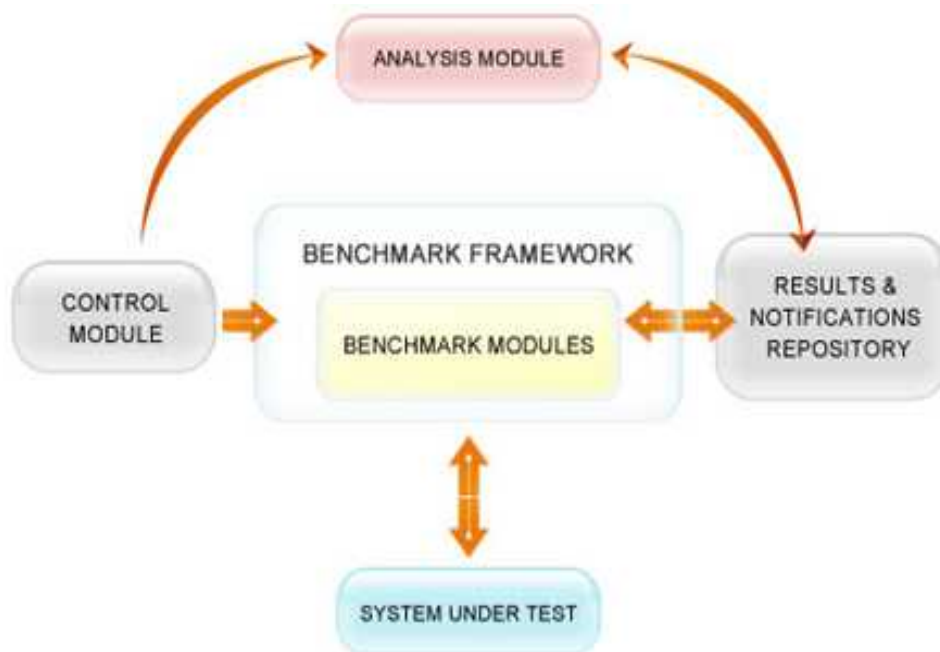 ANALYSIS MODULE
BENCHMARK FRAMEWORK
CONTROL
MODULE
BENCHMARK MODULES
RESULTS &
NOTIFICATIONS
REPOSITORY
SYSTEM UNDER TEST